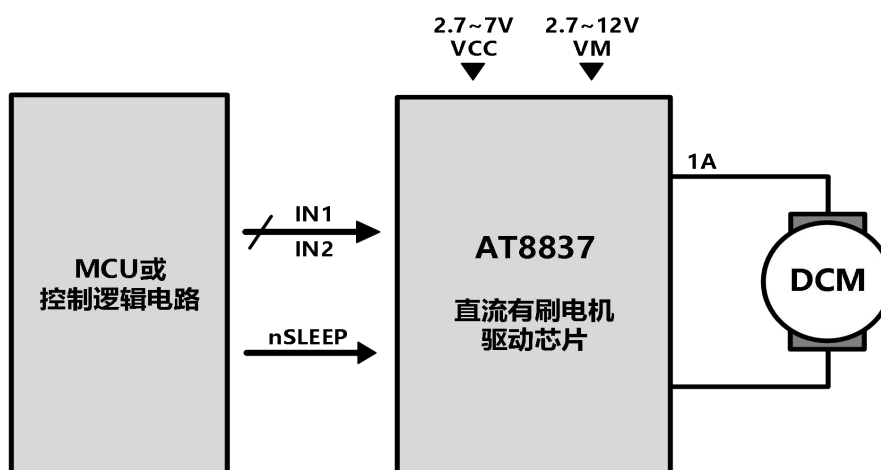 2.7~7V
VCC
2.7~12V
VM
MCU或
控制逻辑电路
IN1
IN2
nSLEEP
AT8837
直流有刷电机
驱动芯片
1A
DCM